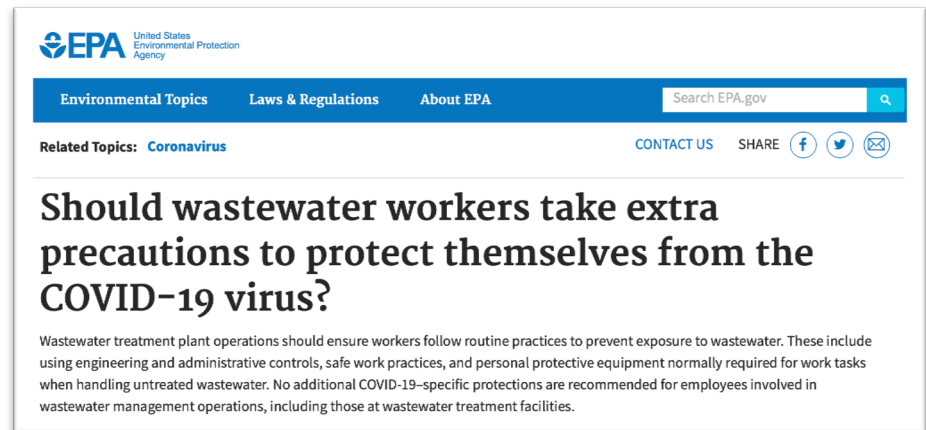 EPA
United States
Environmental Protection
Agency
Environmental Topics
Laws & Regulations
About EPA
Search EPA.gov
Related Topics: Coronavirus
CONTACT US
SHARE
Should wastewater workers take extra
precautions to protect themselves from the
COVID-19 virus?
Wastewater treatment plant operations should ensure workers follow routine practices to prevent exposure to wastewater. These include
using engineering and administrative controls, safe work practices, and personal protective equipment normally required for work tasks
when handling untreated wastewater. No additional COVID-19–specific protections are recommended for employees involved in
wastewater management operations, including those at wastewater treatment facilities.